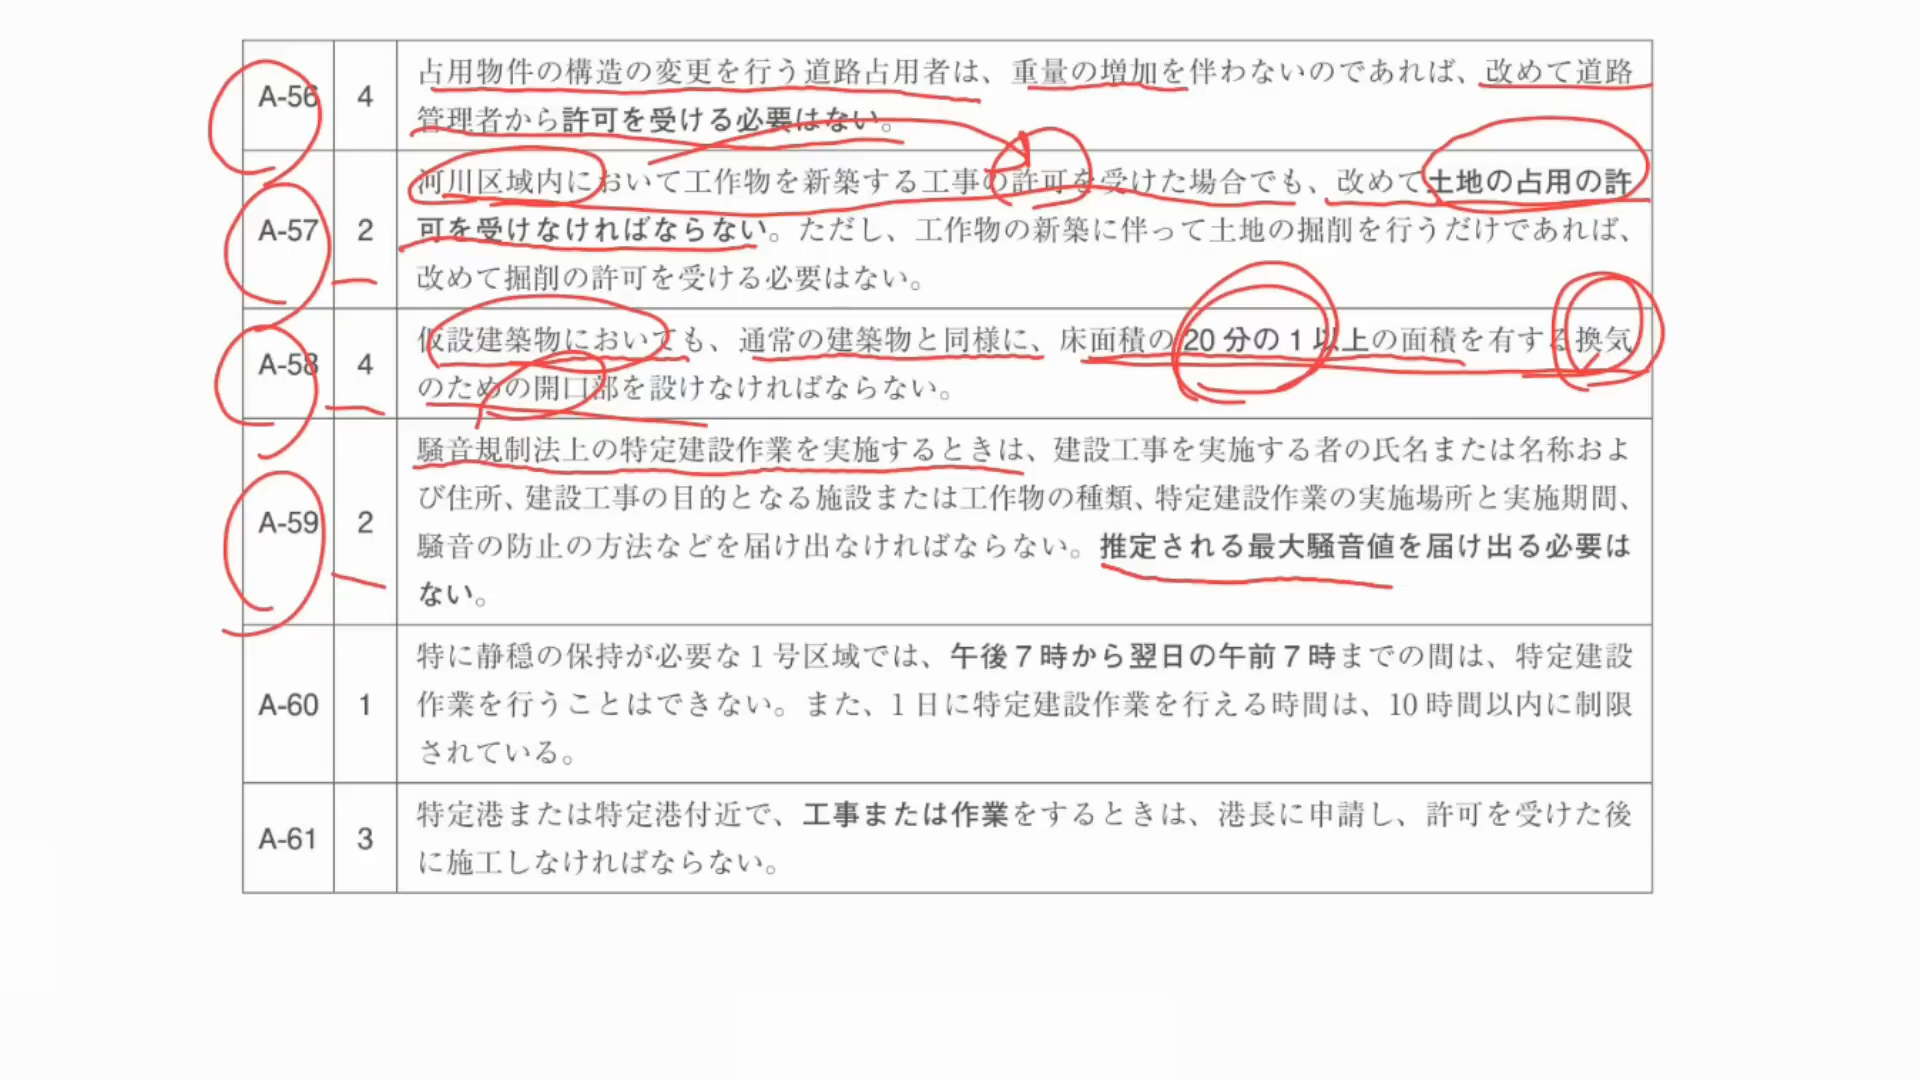 A-56 4 占用物件の構造の変更を行う道路占用者は、重量の増加を伴わないのであれば、改めて道路
管理者から許可を受ける必要はない。
A-57 2 河川区域内において工作物を新築する工事の許可を受けた場合でも、改めて土地の占用の許
可を受けなければならない。ただし、工作物の新築に伴って土地の掘削を行うだけであれば、
改めて掘削の許可を受ける必要はない。
A-58 4 仮設建築物においても、通常の建築物と同様に、床面積の20分の1以上の面積を有する換気
のための開口部を設けなければならない。
A-59 2 騒音規制法上の特定建設作業を実施するときは、建設工事を実施する者の氏名または名称およ
び住所、建設工事の目的となる施設または工作物の種類、特定建設作業の実施場所と実施期間、
騒音の防止の方法などを届け出なければならない。推定される最大騒音値を届け出る必要は
ない。
A-60 1 特に静穏の保持が必要な1号区域では、午後7時から翌日の午前7時までの間は、特定建設
作業を行うことはできない。また、1日に特定建設作業を行える時間は、10時間以内に制限
されている。
A-61 3 特定港または特定港付近で、工事または作業をするときは、港長に申請し、許可を受けた後
に施工しなければならない。